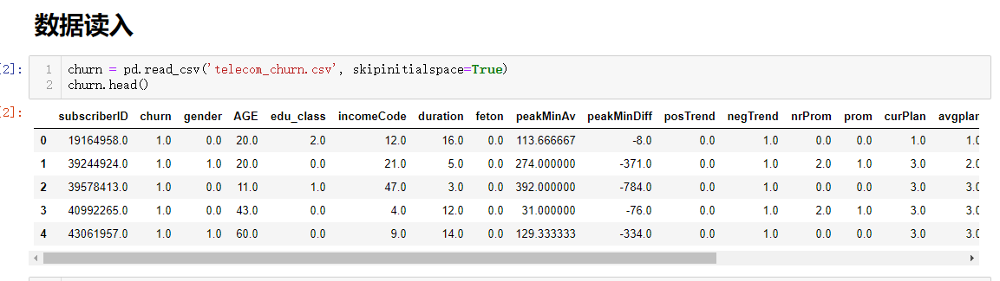 数据读入
[2]:
1 churn = pd.read_csv('telecom_churn.csv', skipinitialspace=True)
2 churn.head()
[2]:
subscriberID churn gender AGE edu_class incomeCode duration feton peakMinAv peakMinDiff posTrend negTrend nrProm prom curPlan avgplan
0 19164958.0 1.0 0.0 20.0 2.0 12.0 16.0 0.0 113.666667 -8.0 0.0 1.0 0.0 0.0 1.0 1.0
1 39244924.0 1.0 1.0 20.0 0.0 21.0 5.0 0.0 274.000000 -371.0 0.0 1.0 2.0 1.0 3.0 2.0
2 39578413.0 1.0 0.0 11.0 1.0 47.0 3.0 0.0 392.000000 -784.0 0.0 1.0 0.0 0.0 3.0 3.0
3 40992265.0 1.0 0.0 43.0 0.0 4.0 12.0 0.0 31.000000 -76.0 0.0 1.0 2.0 1.0 3.0 3.0
4 43061957.0 1.0 1.0 60.0 0.0 9.0 14.0 0.0 129.333333 -334.0 0.0 1.0 0.0 0.0 3.0 3.0